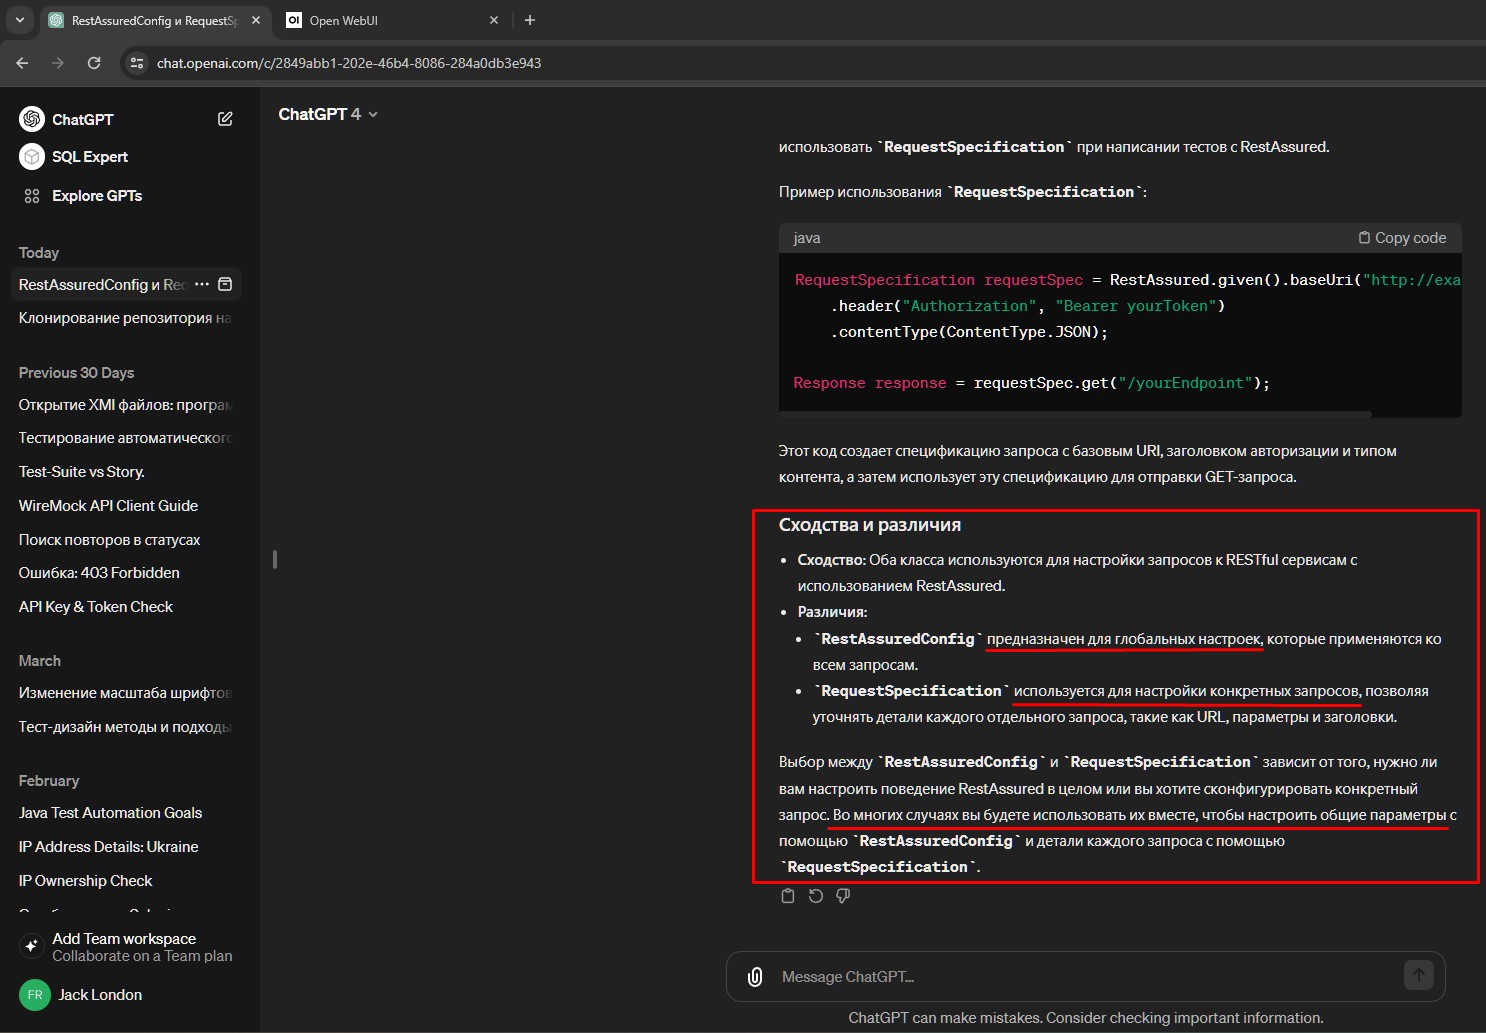 RestAssuredConfig и RequestSp
Open WebUI
chat.openai.com/c/2849abb1-202e-46b4-8086-284a0db3e943
ChatGPT
SQL Expert
Explore GPTs
Today
RestAssuredConfig и Rec
Клонирование репозитория на
Previous 30 Days
Открытие XMI файлов: програм
Тестирование автоматического
Test-Suite vs Story.
WireMock API Client Guide
Поиск повторов в статусах
Ошибка: 403 Forbidden
API Key & Token Check
March
Изменение масштаба шрифтов
Тест-дизайн методы и подходы
February
Java Test Automation Goals
IP Address Details: Ukraine
IP Ownership Check
Add Team workspace
Collaborate on a Team plan
FR
Jack London
ChatGPT 4
использовать `RequestSpecification` при написании тестов с RestAssured.
Пример использования `RequestSpecification`:
java
Copy code
RequestSpecification requestSpec = RestAssured.given().baseUri("http://exa
.header("Authorization", "Bearer yourToken")
.contentType(ContentType.JSON);
Response response = requestSpec.get("/yourEndpoint");
Этот код создает спецификацию запроса с базовым URI, заголовком авторизации и типом
контента, а затем использует эту спецификацию для отправки GET-запроса.
Сходства и различия
• Сходство: Оба класса используются для настройки запросов к RESTful сервисам с
использованием RestAssured.
• Различия:
• `RestAssuredConfig` предназначен для глобальных настроек, которые применяются ко
всем запросам.
• `RequestSpecification` используется для настройки конкретных запросов, позволяя
уточнять детали каждого отдельного запроса, такие как URL, параметры и заголовки.
Выбор между `RestAssuredConfig` и `RequestSpecification` зависит от того, нужно ли
вам настроить поведение RestAssured в целом или вы хотите сконфигурировать конкретный
запрос. Во многих случаях вы будете использовать их вместе, чтобы настроить общие параметры с
помощью `RestAssuredConfig` и детали каждого запроса с помощью
`RequestSpecification`.
Message ChatGPT...
ChatGPT can make mistakes. Consider checking important information.